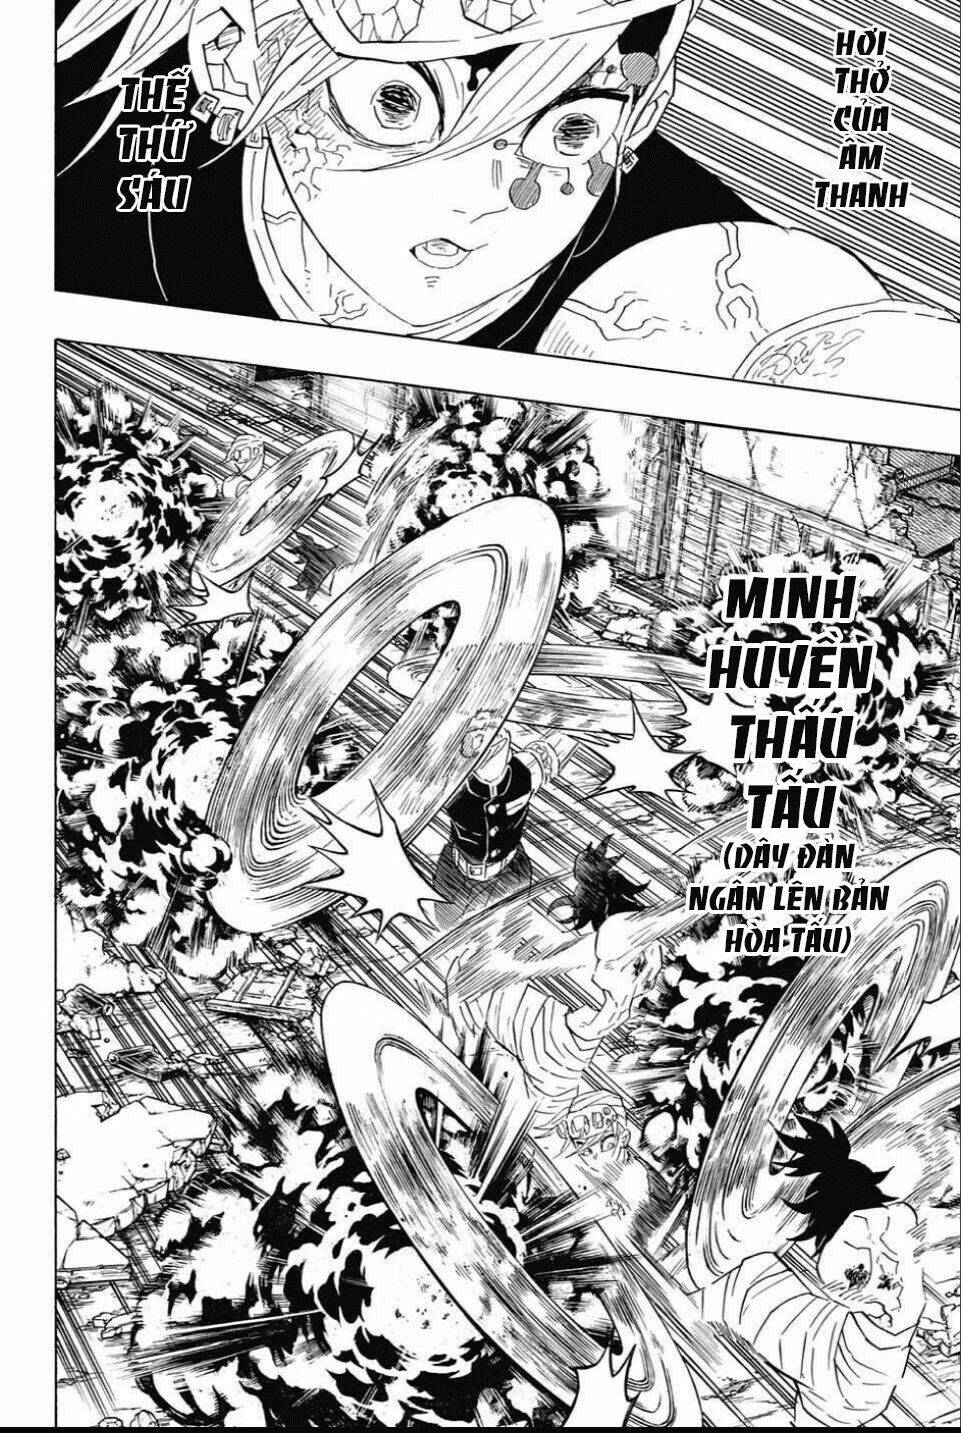 HƠI
THỞ
CỦA
ÂM
THANH
THẾ
THỨ
SÁU
MINH
HUYỀN
THẤU
TẤU
(DÂY ĐÀN
NGÂN LÊN BẢN
HÒA TẤU)